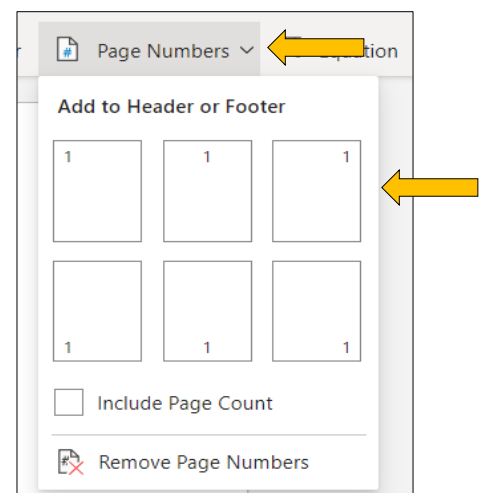 r # Page Numbers Equation
Add to Header or Footer
1 1 1
1 1 1
Include Page Count
# Remove Page Numbers